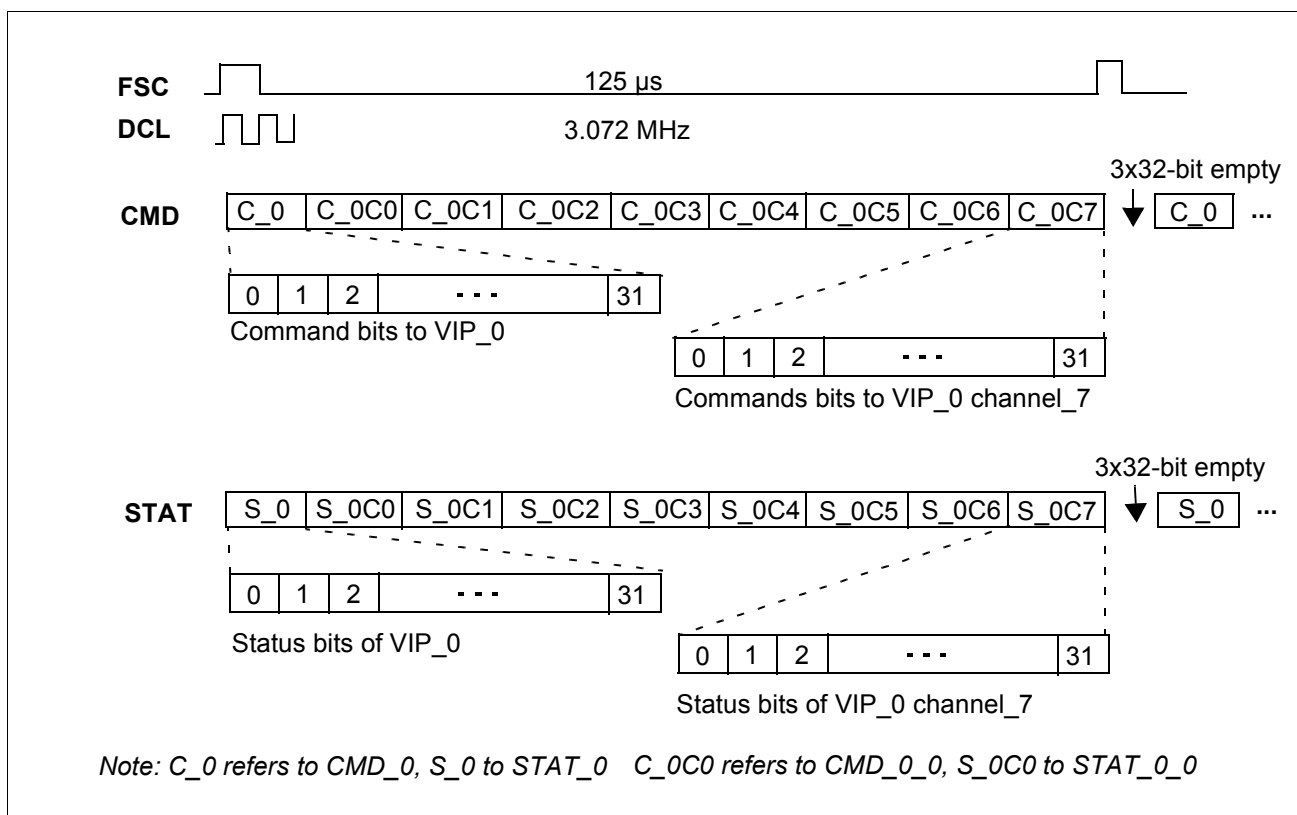 FSC 125 µs
DCL 3.072 MHz
3x32-bit empty
CMD C_0 C_0C0 C_0C1 C_0C2 C_0C3 C_0C4 C_0C5 C_0C6 C_0C7 C_0 ...
0 1 2 - - - 31
Command bits to VIP_0
0 1 2 - - - 31
Commands bits to VIP_0 channel_7
3x32-bit empty
STAT S_0 S_0C0 S_0C1 S_0C2 S_0C3 S_0C4 S_0C5 S_0C6 S_0C7 S_0 ...
0 1 2 - - - 31
Status bits of VIP_0
0 1 2 - - - 31
Status bits of VIP_0 channel_7
Note: C_0 refers to CMD_0, S_0 to STAT_0 C_0C0 refers to CMD_0_0, S_0C0 to STAT_0_0